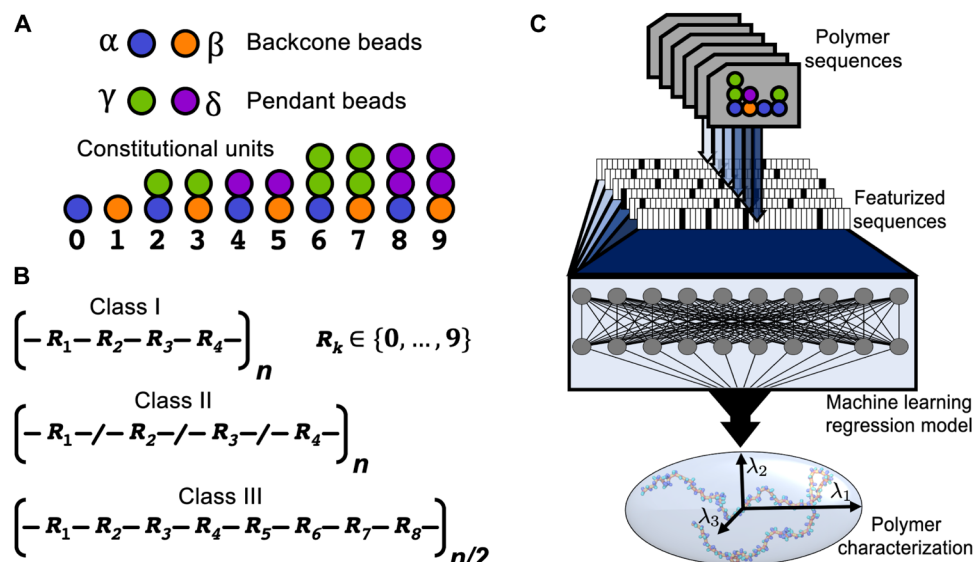 A
α β Backcone beads
γ δ Pendant beads
Constitutional units
0 1 2 3 4 5 6 7 8 9
B
Class I
(– R₁ – R₂ – R₃ – R₄ –)ₙ Rₖ ∈ {0, ..., 9}
Class II
(– R₁ –/– R₂ –/– R₃ –/– R₄ –)ₙ
Class III
(– R₁ – R₂ – R₃ – R₄ – R₅ – R₆ – R₇ – R₈ –)n/2
C
Polymer
sequences
Featurized
sequences
Machine learning
regression model
λ₂
λ₁
λ₃
Polymer
characterization